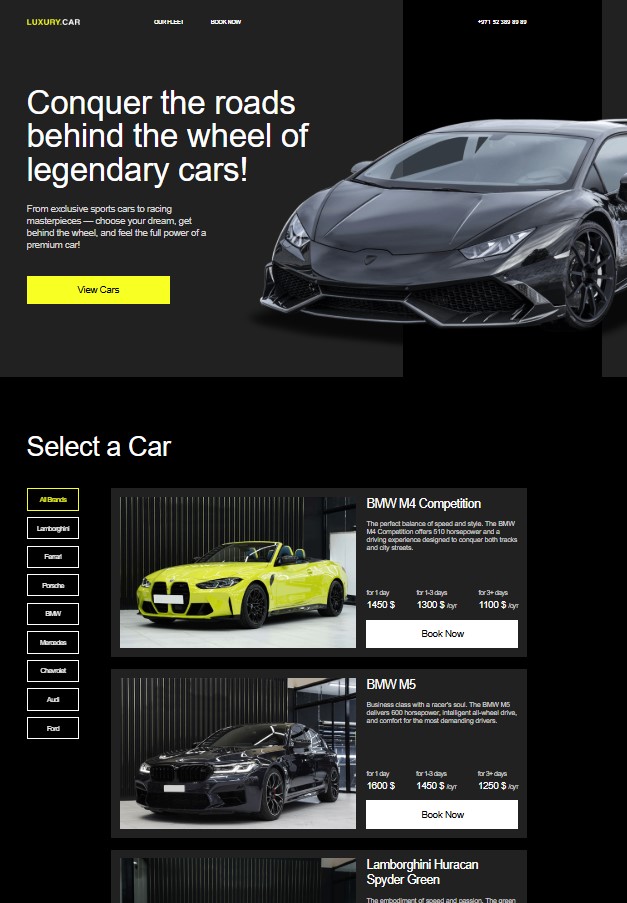 LUXURY.CAR
OUR FLEET
BOOK NOW
+971 52 389 89 89
Conquer the roads
behind the wheel of
legendary cars!
From exclusive sports cars to racing
masterpieces — choose your dream, get
behind the wheel, and feel the full power of a
premium car!
View Cars
Select a Car
All Brands
Lamborghini
Ferrari
Porsche
BMW
Mercedes
Chevrolet
Audi
Ford
BMW M4 Competition
The perfect balance of speed and style. The BMW
M4 Competition offers 510 horsepower and a
driving experience designed to conquer both tracks
and city streets.
for 1 day
for 1-3 days
for 3+ days
1450 $
1300 $ /суг
1100 $ /суг
Book Now
BMW M5
Business class with a racer's soul. The BMW M5
delivers 600 horsepower, intelligent all-wheel drive,
and comfort for the most demanding drivers.
for 1 day
for 1-3 days
for 3+ days
1600 $
1450 $ /суг
1250 $ /суг
Book Now
Lamborghini Huracan
Spyder Green
The embodiment of speed and passion. The green